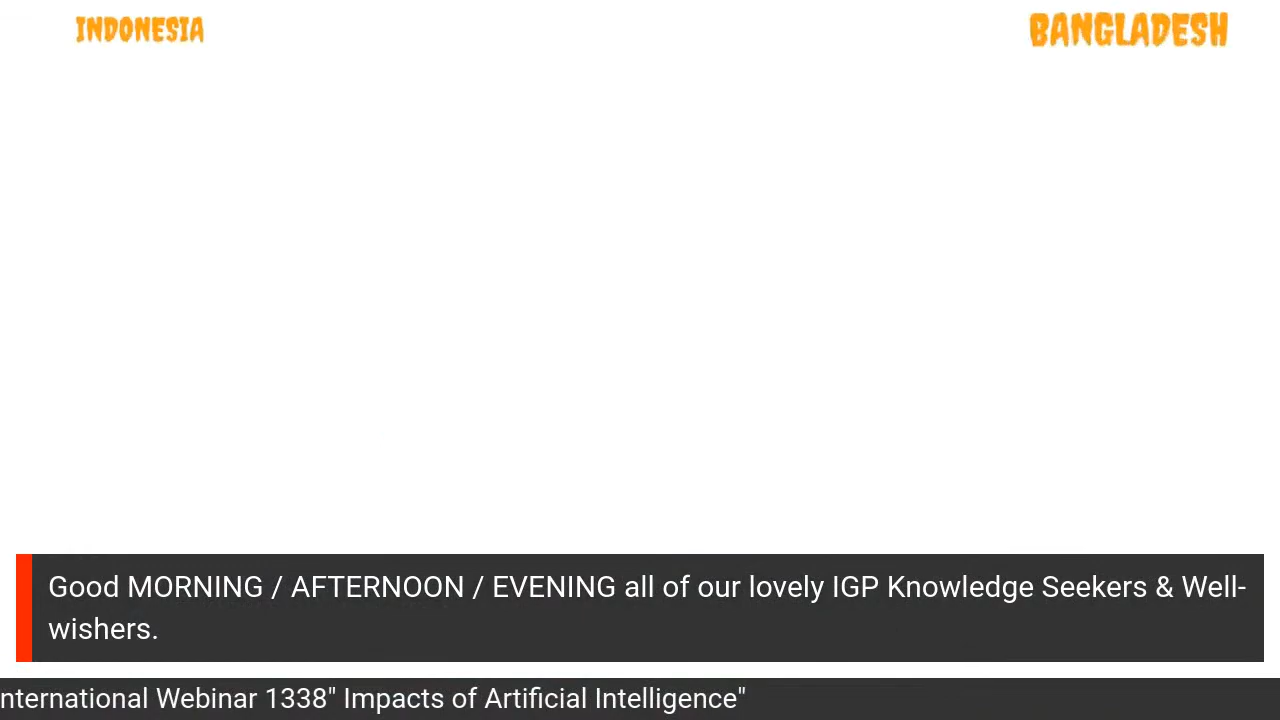 INDONESIA
BANGLADESH
Good MORNING / AFTERNOON / EVENING all of our lovely IGP Knowledge Seekers & Well-
wishers.
nternational Webinar 1338" Impacts of Artificial Intelligence"